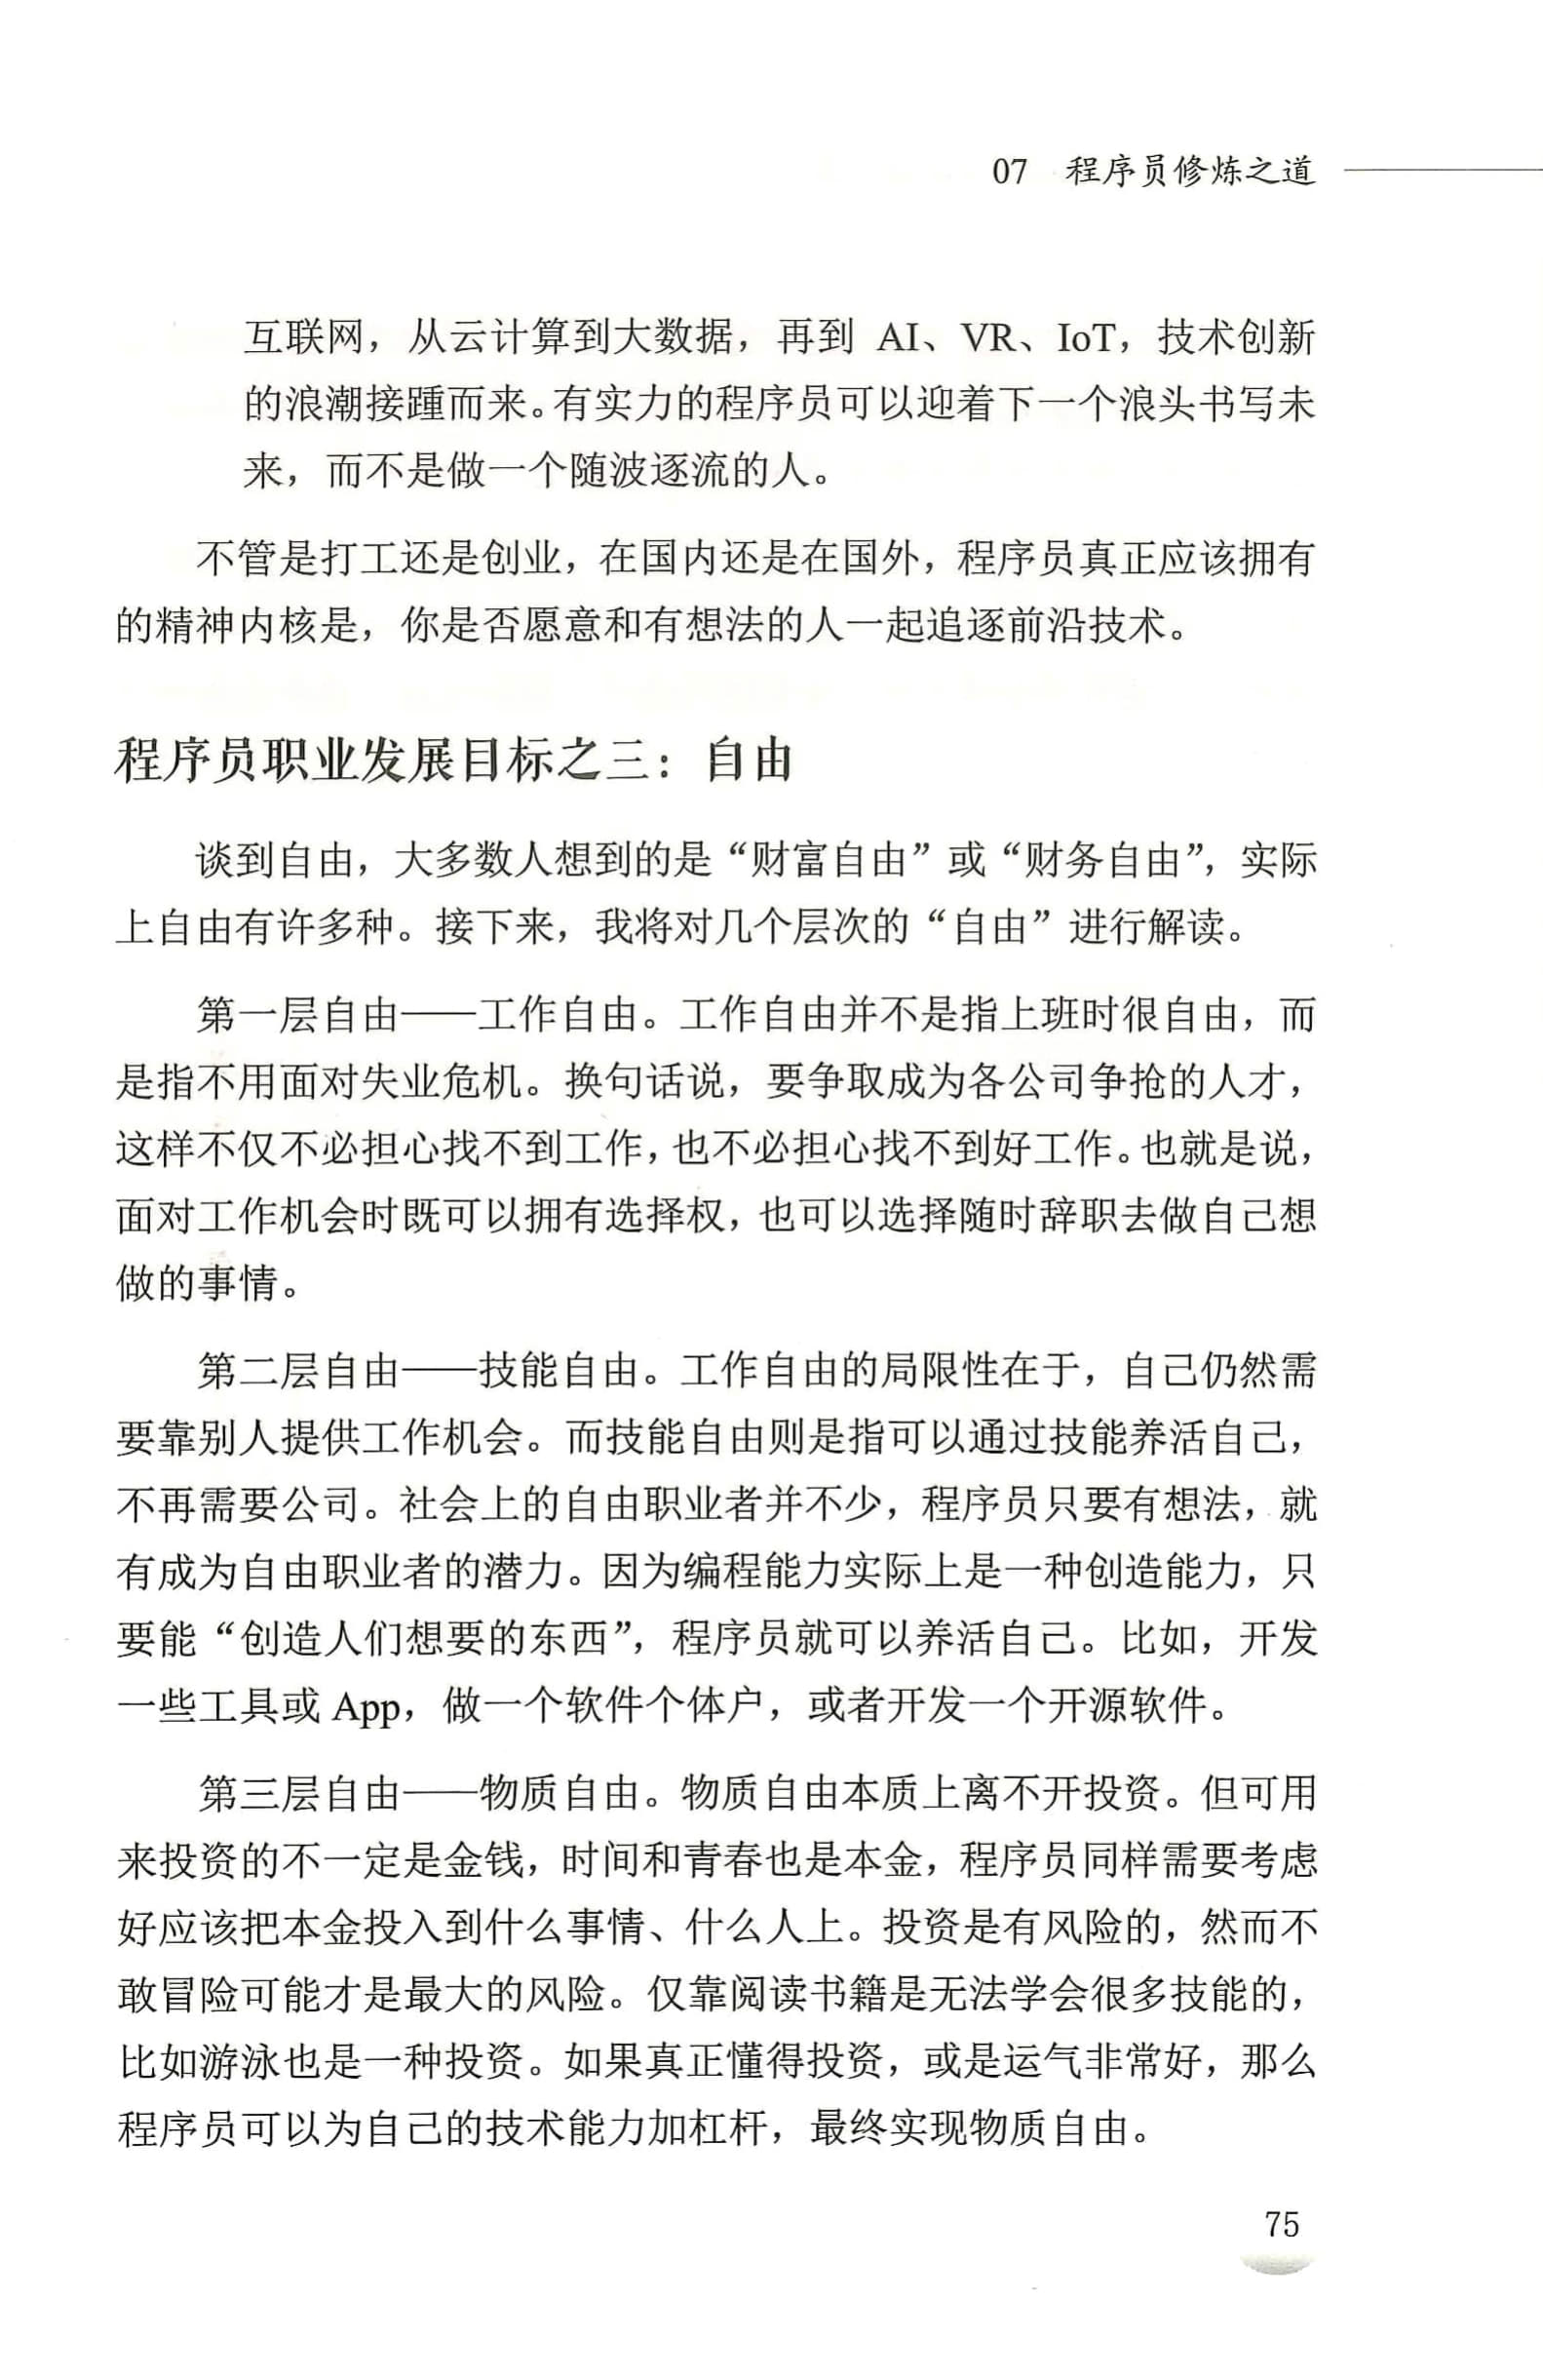 07 程序员修炼之道
互联网，从云计算到大数据，再到 AI、VR、IoT，技术创新
的浪潮接踵而来。有实力的程序员可以迎着下一个浪头书写未
来，而不是做一个随波逐流的人。
不管是打工还是创业，在国内还是在国外，程序员真正应该拥有
的精神内核是，你是否愿意和有想法的人一起追逐前沿技术。
程序员职业发展目标之三：自由
谈到自由，大多数人想到的是“财富自由”或“财务自由”，实际
上自由有许多种。接下来，我将对几个层次的“自由”进行解读。
第一层自由——工作自由。工作自由并不是指上班时很自由，而
是指不用面对失业危机。换句话说，要争取成为各公司争抢的人才，
这样不仅不必担心找不到工作，也不必担心找不到好工作。也就是说，
面对工作机会时既可以拥有选择权，也可以选择随时辞职去做自己想
做的事情。
第二层自由——技能自由。工作自由的局限性在于，自己仍然需
要靠别人提供工作机会。而技能自由则是指可以通过技能养活自己，
不再需要公司。社会上的自由职业者并不少，程序员只要有想法，就
有成为自由职业者的潜力。因为编程能力实际上是一种创造能力，只
要能“创造人们想要的东西”，程序员就可以养活自己。比如，开发
一些工具或 App，做一个软件个体户，或者开发一个开源软件。
第三层自由——物质自由。物质自由本质上离不开投资。但可用
来投资的不一定是金钱，时间和青春也是本金，程序员同样需要考虑
好应该把本金投入到什么事情、什么人上。投资是有风险的，然而不
敢冒险可能才是最大的风险。仅靠阅读书籍是无法学会很多技能的，
比如游泳也是一种投资。如果真正懂得投资，或是运气非常好，那么
程序员可以为自己的技术能力加杠杆，最终实现物质自由。
75